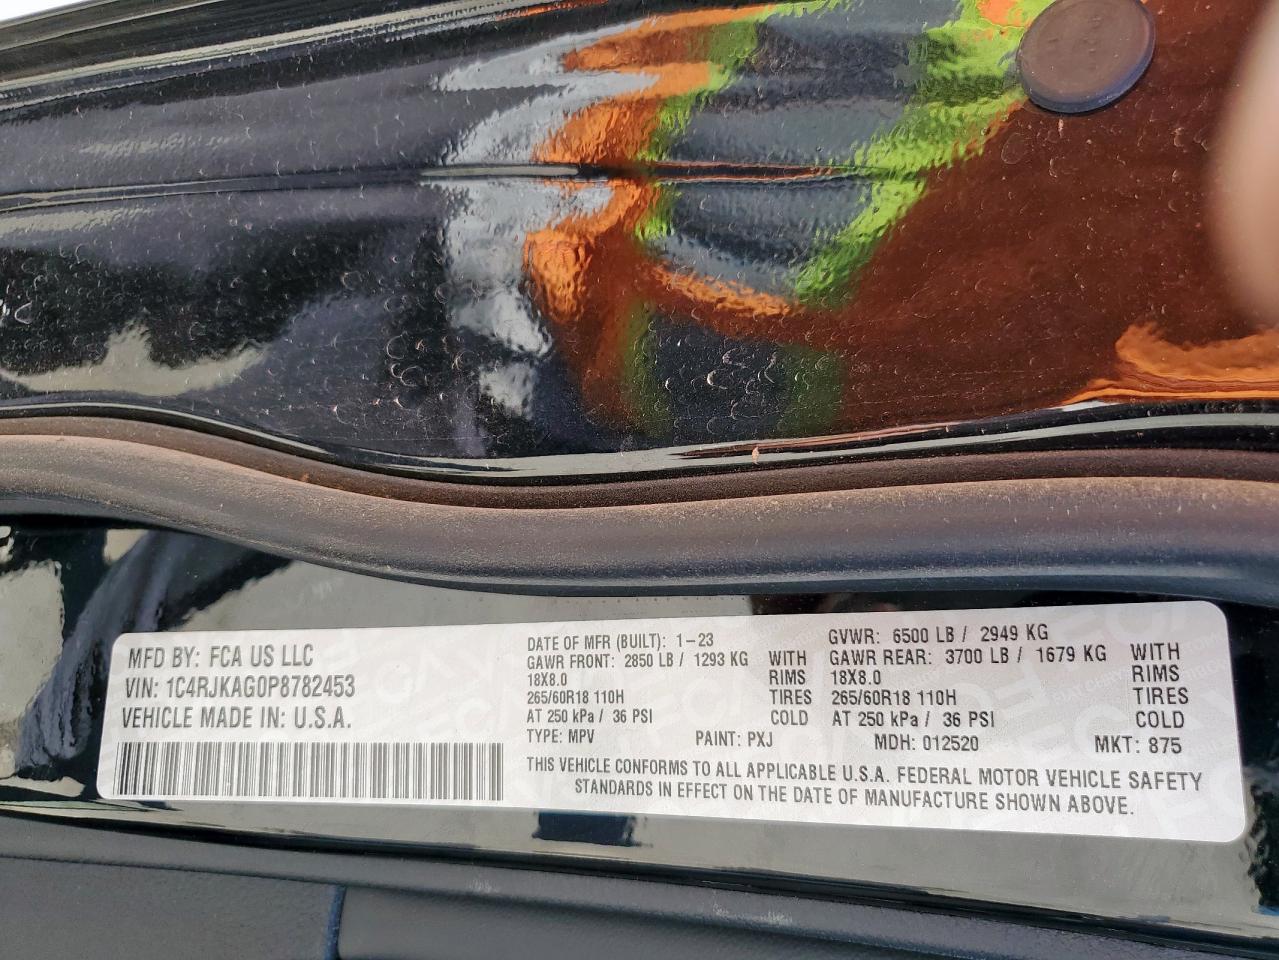 MFD BY: FCA US LLC
VIN: 1C4RJKAG0P8782453
VEHICLE MADE IN: U.S.A.
DATE OF MFR (BUILT): 1-23
GAWR FRONT: 2850 LB / 1293 KG WITH
18X8.0 RIMS
265/60R18 110H TIRES
AT 250 kPa / 36 PSI COLD
TYPE: MPV PAINT: PXJ
GVWR: 6500 LB / 2949 KG
GAWR REAR: 3700 LB / 1679 KG WITH
18X8.0 RIMS
265/60R18 110H TIRES
AT 250 kPa / 36 PSI COLD
MDH: 012520 MKT: 875
THIS VEHICLE CONFORMS TO ALL APPLICABLE U.S.A. FEDERAL MOTOR VEHICLE SAFETY
STANDARDS IN EFFECT ON THE DATE OF MANUFACTURE SHOWN ABOVE.